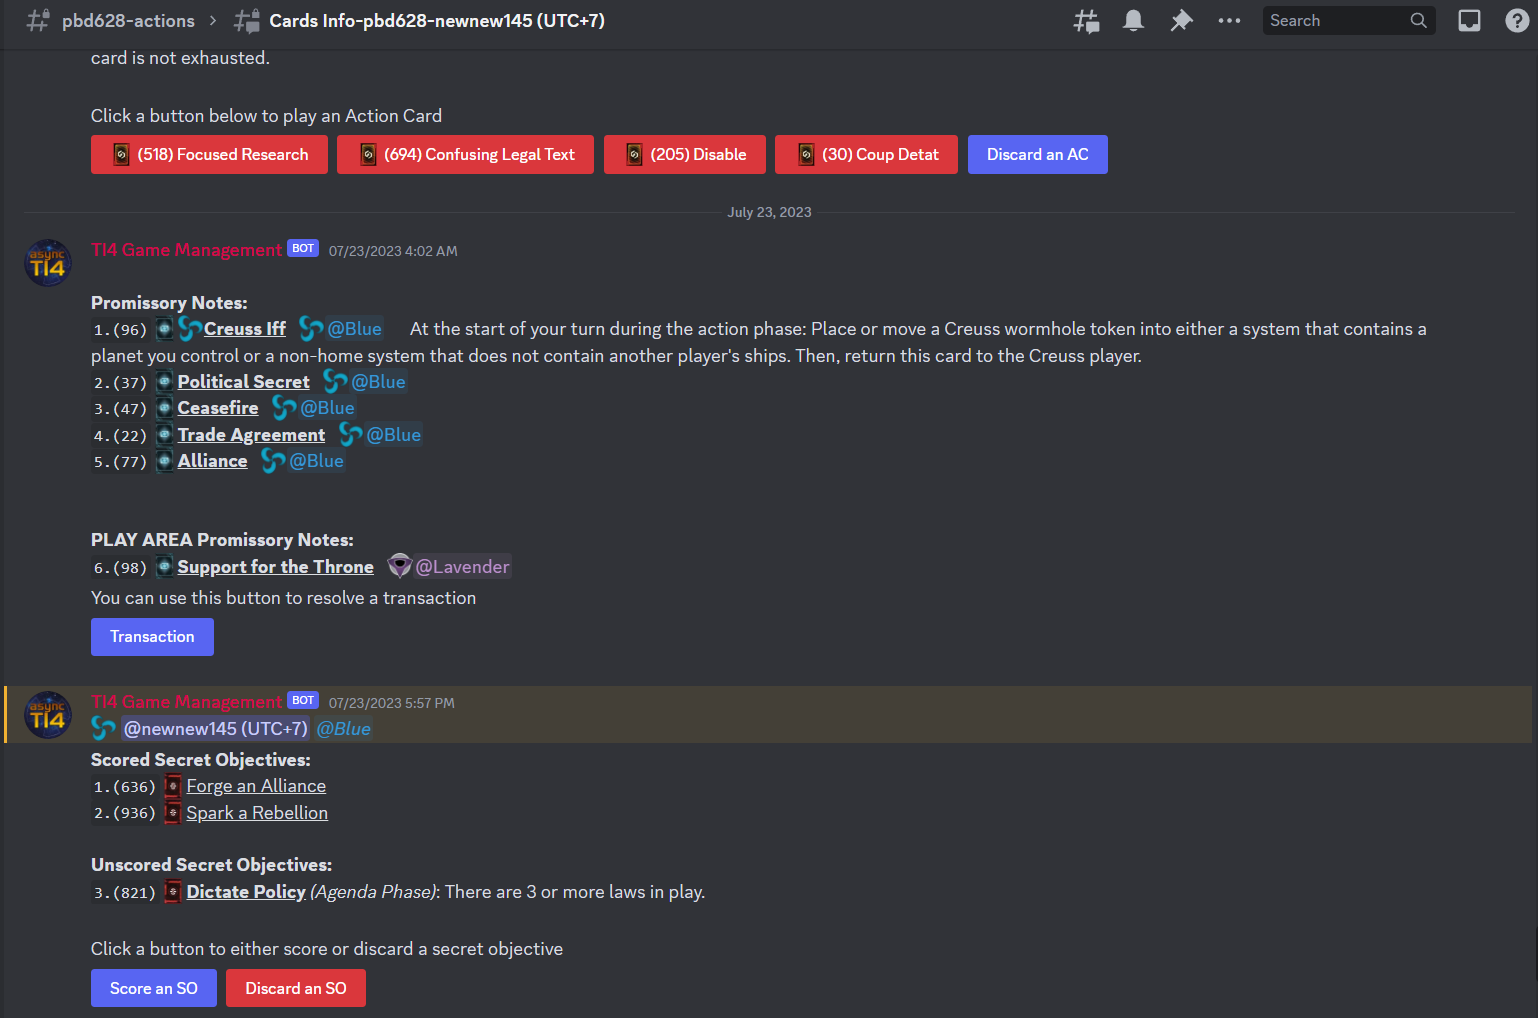 pbd628-actions > Cards Info-pbd628-newnew145 (UTC+7)
Search
card is not exhausted.
Click a button below to play an Action Card
(518) Focused Research (694) Confusing Legal Text (205) Disable (30) Coup Detat Discard an AC
July 23, 2023
async TI4
TI4 Game Management BOT 07/23/2023 4:02 AM
Promissory Notes:
1.(96) Creuss Iff @Blue At the start of your turn during the action phase: Place or move a Creuss wormhole token into either a system that contains a
planet you control or a non-home system that does not contain another player's ships. Then, return this card to the Creuss player.
2.(37) Political Secret @Blue
3.(47) Ceasefire @Blue
4.(22) Trade Agreement @Blue
5.(77) Alliance @Blue
PLAY AREA Promissory Notes:
6.(98) Support for the Throne @Lavender
You can use this button to resolve a transaction
Transaction
async TI4
TI4 Game Management BOT 07/23/2023 5:57 PM
@newnew145 (UTC+7) @Blue
Scored Secret Objectives:
1.(636) Forge an Alliance
2.(936) Spark a Rebellion
Unscored Secret Objectives:
3.(821) Dictate Policy (Agenda Phase): There are 3 or more laws in play.
Click a button to either score or discard a secret objective
Score an SO Discard an SO